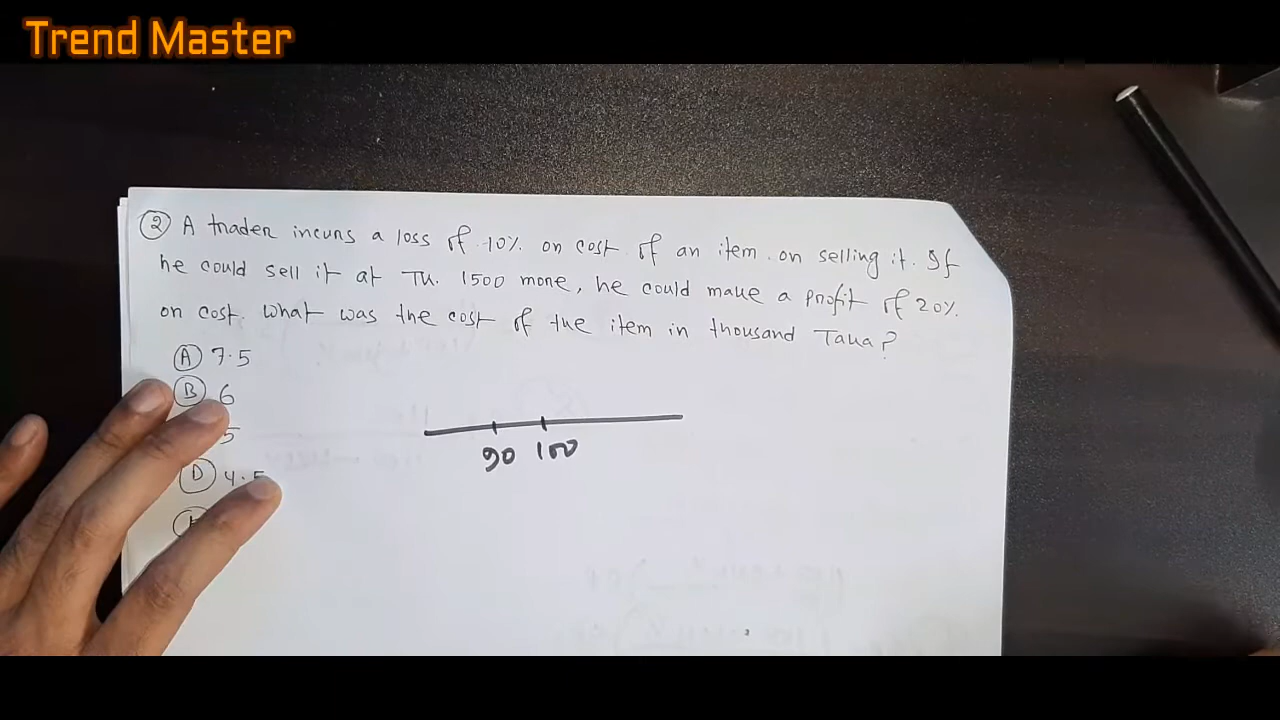 Trend Master
② A trader incurs a loss of 10% on cost of an item on selling it. If
he could sell it at TK. 1500 more, he could make a profit of 20%
on cost. What was the cost of the item in thousand Taka?
Ⓐ 7.5
Ⓑ 6
5
Ⓓ 4.5
90 100